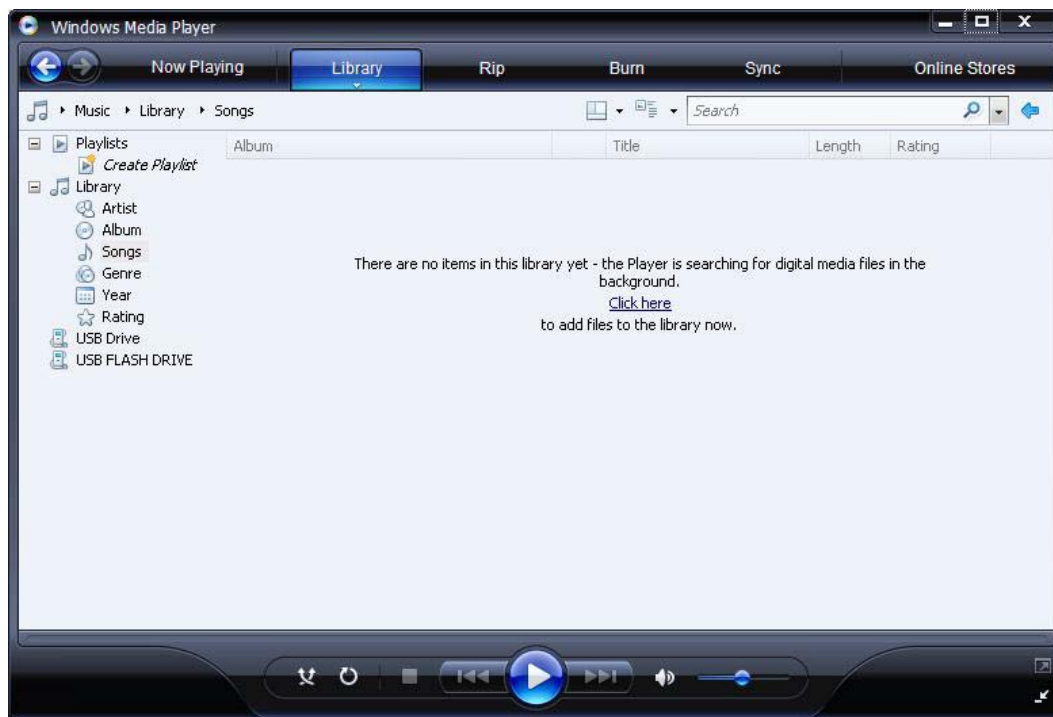 Windows Media Player
Now Playing Library Rip Burn Sync Online Stores
Music Library Songs Search
Playlists
Create Playlist
Library
Artist
Album
Songs
Genre
Year
Rating
USB Drive
USB FLASH DRIVE
Album Title Length Rating
There are no items in this library yet - the Player is searching for digital media files in the
background.
Click here
to add files to the library now.